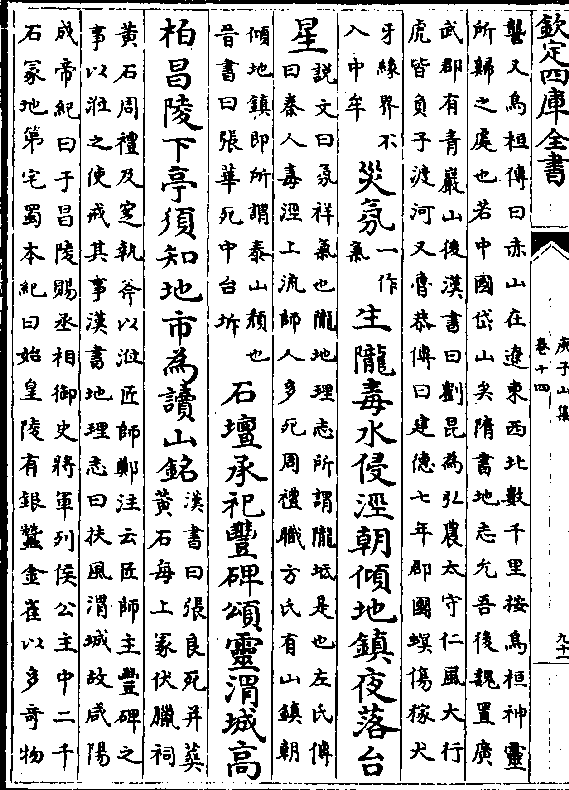 欽定四庫全書
庾子山集
卷十四
龔又烏桓傳曰赤山在遼東西北數千里按烏桓神靈
所歸之處也若中國岱山矣隋書地志允吾後魏置廣
武郡有青巖山後漢書曰劉昆為弘農太守仁風大行
虎皆負子渡河又魯恭傳曰建德七年郡國螟傷稼犬
牙緣界不
入中牟
災氛
一作
氣
生隴毒水侵涇朝傾地鎮夜落台
星
說文曰氛祥氣也隴地理志所謂隴坻是也左氏傳
曰秦人毒涇上流師人多死周禮職方氏有山鎮朝
傾地鎮即所謂泰山頹也
晉書曰張華死中台坼
石壇承祀豐碑頌靈渭城高
柏昌陵下亭須知地市為讀山銘
漢書曰張良死并葬
黃石每上冢伏臘祠
黃石周禮及窆執斧以涖匠師鄭注云匠師主豐碑之
事以涖之使戒其事漢書地理志曰扶風渭城故咸陽
成帝紀曰于昌陵賜丞相御史將軍列侯公主中二千
石冢地第宅蜀本紀曰始皇陵有銀蠶金雀以多奇物